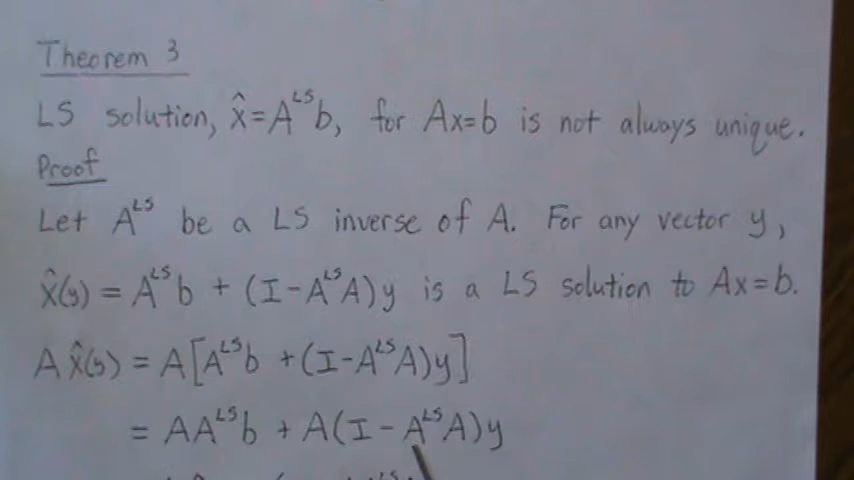 Theorem 3
LS solution, x̂ = A^LS b, for Ax=b is not always unique.
Proof
Let A^LS be a LS inverse of A. For any vector y,
x̂(y) = A^LS b + (I - A^LS A)y is a LS solution to Ax=b.
A x̂(y) = A[A^LS b + (I - A^LS A)y]
= AA^LS b + A(I - A^LS A)y